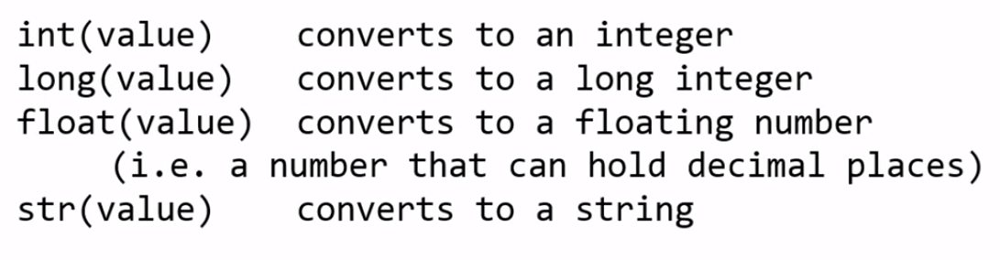 int(value) converts to an integer
long(value) converts to a long integer
float(value) converts to a floating number
(i.e. a number that can hold decimal places)
str(value) converts to a string